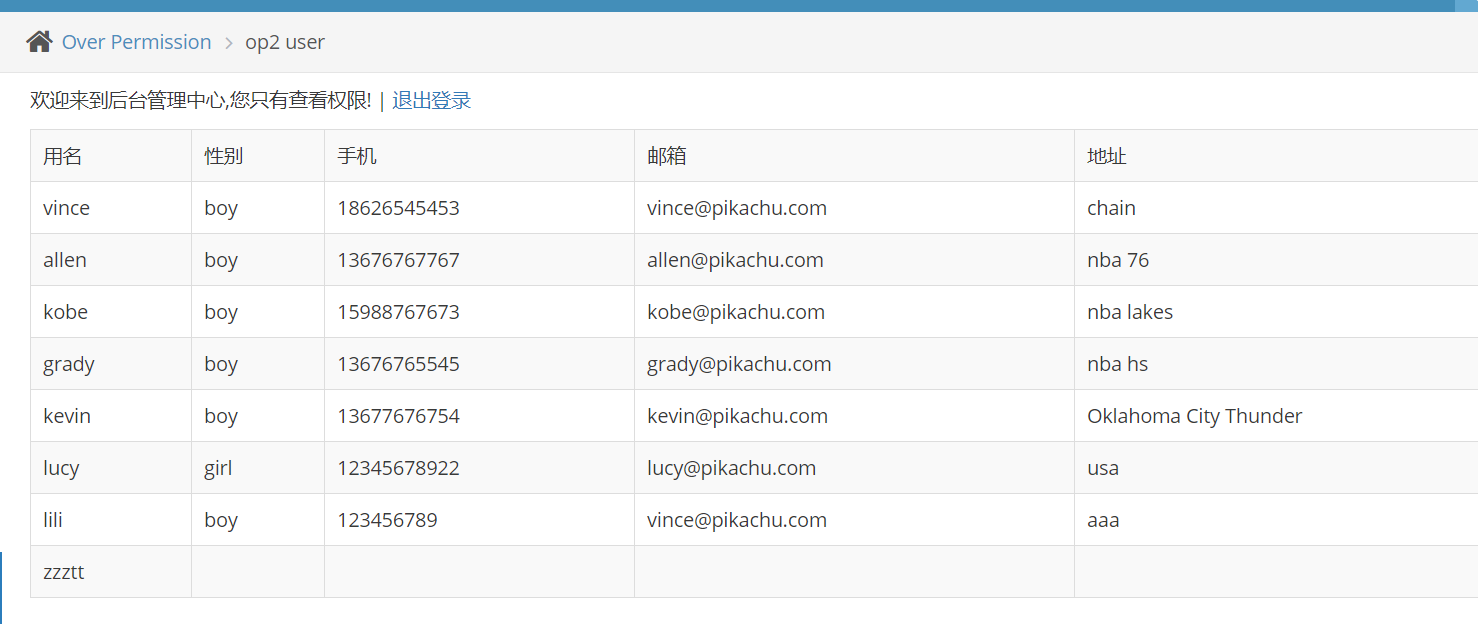 Over Permission > op2 user
欢迎来到后台管理中心,您只有查看权限! | 退出登录
用名 性别 手机 邮箱 地址
vince boy 18626545453 vince@pikachu.com chain
allen boy 13676767767 allen@pikachu.com nba 76
kobe boy 15988767673 kobe@pikachu.com nba lakes
grady boy 13676765545 grady@pikachu.com nba hs
kevin boy 13677676754 kevin@pikachu.com Oklahoma City Thunder
lucy girl 12345678922 lucy@pikachu.com usa
lili boy 123456789 vince@pikachu.com aaa
zzztt